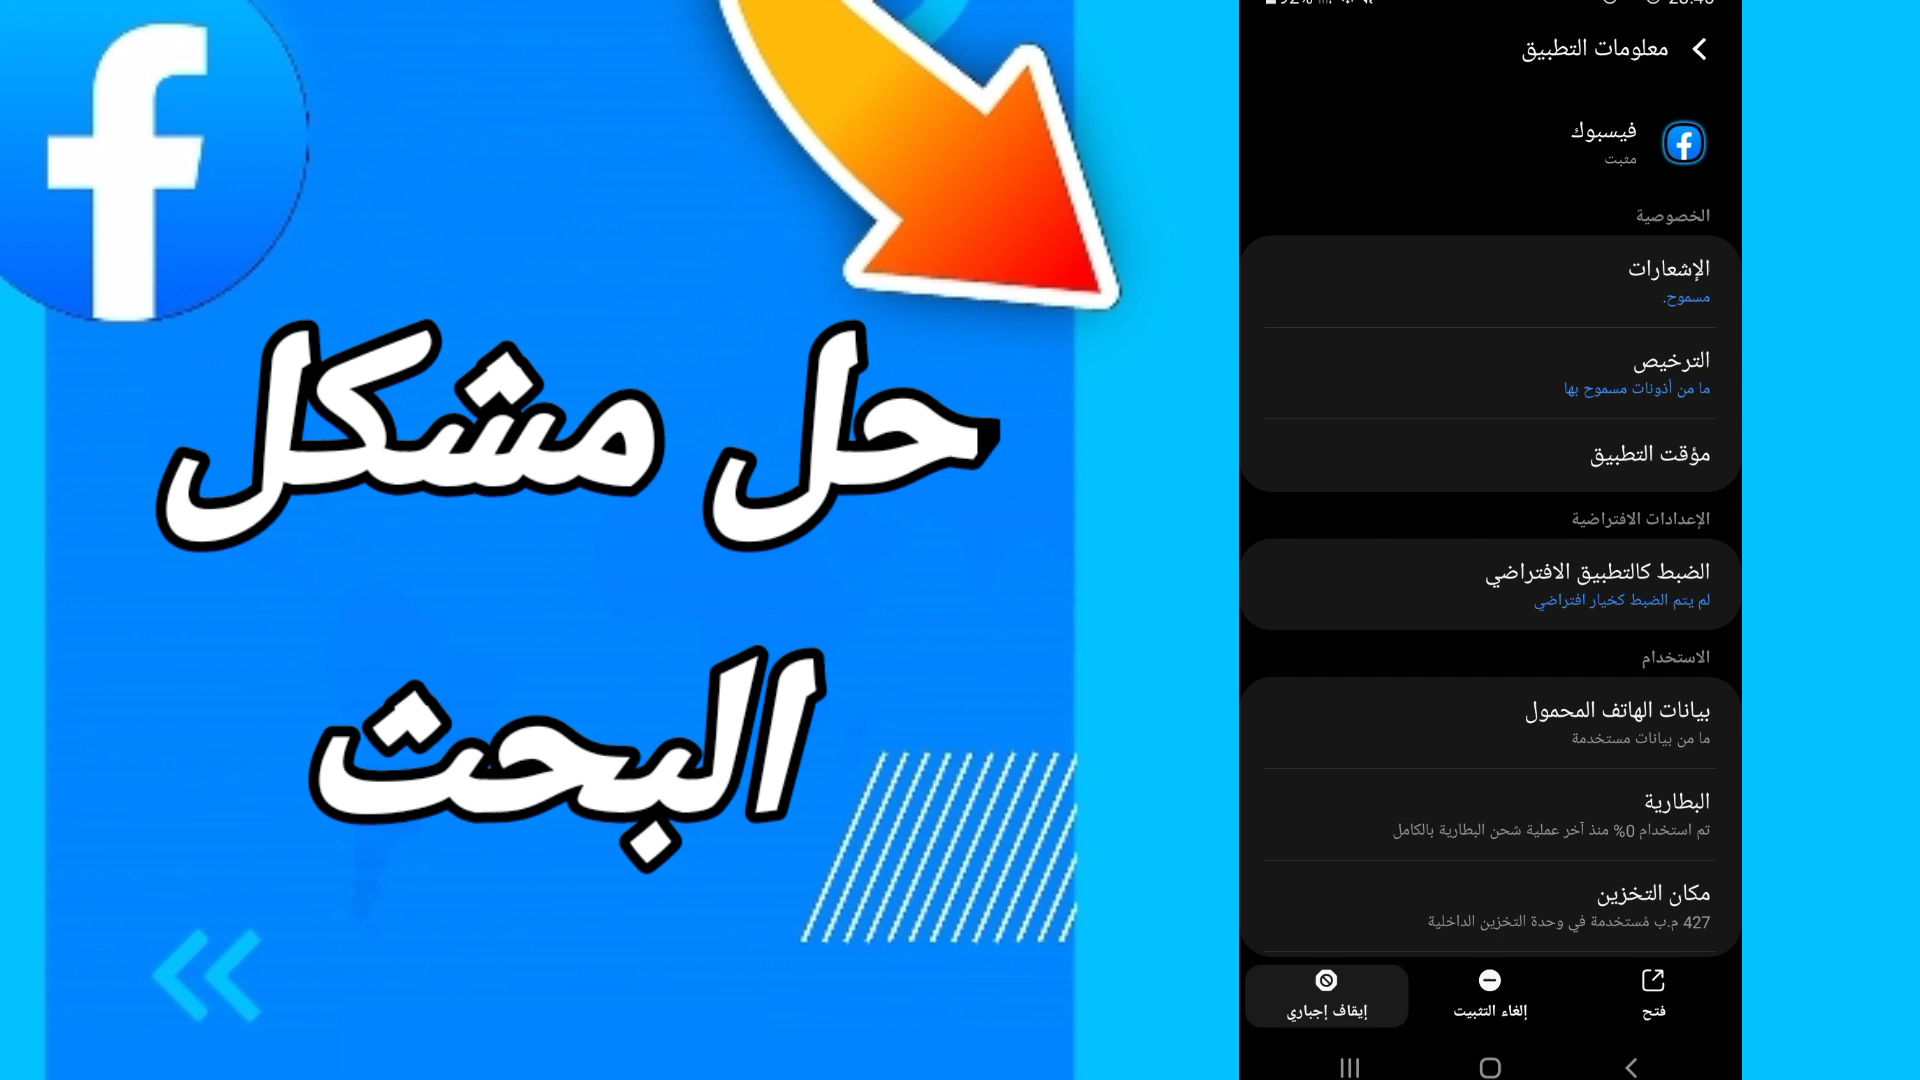 حل مشكل
البحث
معلومات التطبيق
فيسبوك
مثبت
الخصوصية
الإشعارات
مسموح.
الترخيص
ما من أذونات مسموح بها
مؤقت التطبيق
الإعدادات الافتراضية
الضبط كالتطبيق الافتراضي
لم يتم الضبط كخيار افتراضي
الاستخدام
بيانات الهاتف المحمول
ما من بيانات مستخدمة
البطارية
تم استخدام 0% منذ آخر عملية شحن البطارية بالكامل
مكان التخزين
427 م.ب مُستخدمة في وحدة التخزين الداخلية
فتح
إلغاء التثبيت
إيقاف إجباري